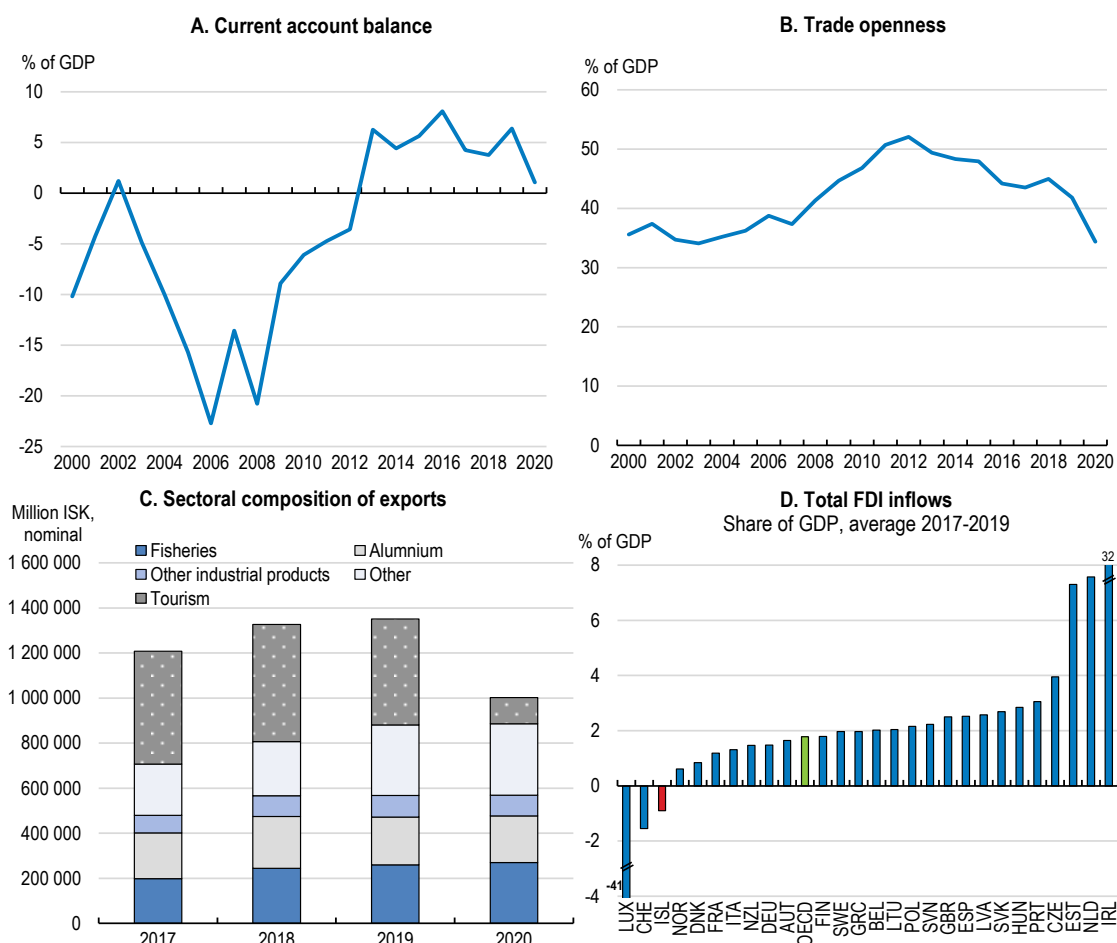 A. Current account balance
% of GDP
10
5
0
-5
-10
-15
-20
-25
2000 2002 2004 2006 2008 2010 2012 2014 2016 2018 2020
B. Trade openness
% of GDP
60
50
40
30
20
10
0
2000 2002 2004 2006 2008 2010 2012 2014 2016 2018 2020
C. Sectoral composition of exports
Million ISK,
nominal
Fisheries Alumnium
Other industrial products Other
Tourism
1 600 000
1 400 000
1 200 000
1 000 000
800 000
600 000
400 000
200 000
0
2017 2018 2019 2020
D. Total FDI inflows
Share of GDP, average 2017-2019
% of GDP
32
8
6
4
2
0
-2
-4
-41
LUX CHE ISL NOR DNK FRA ITA NZL DEU AUT OECD FIN SWE GRC BEL LTU POL SVN GBR ESP LVA SVK HUN PRT CZE EST NLD IRL